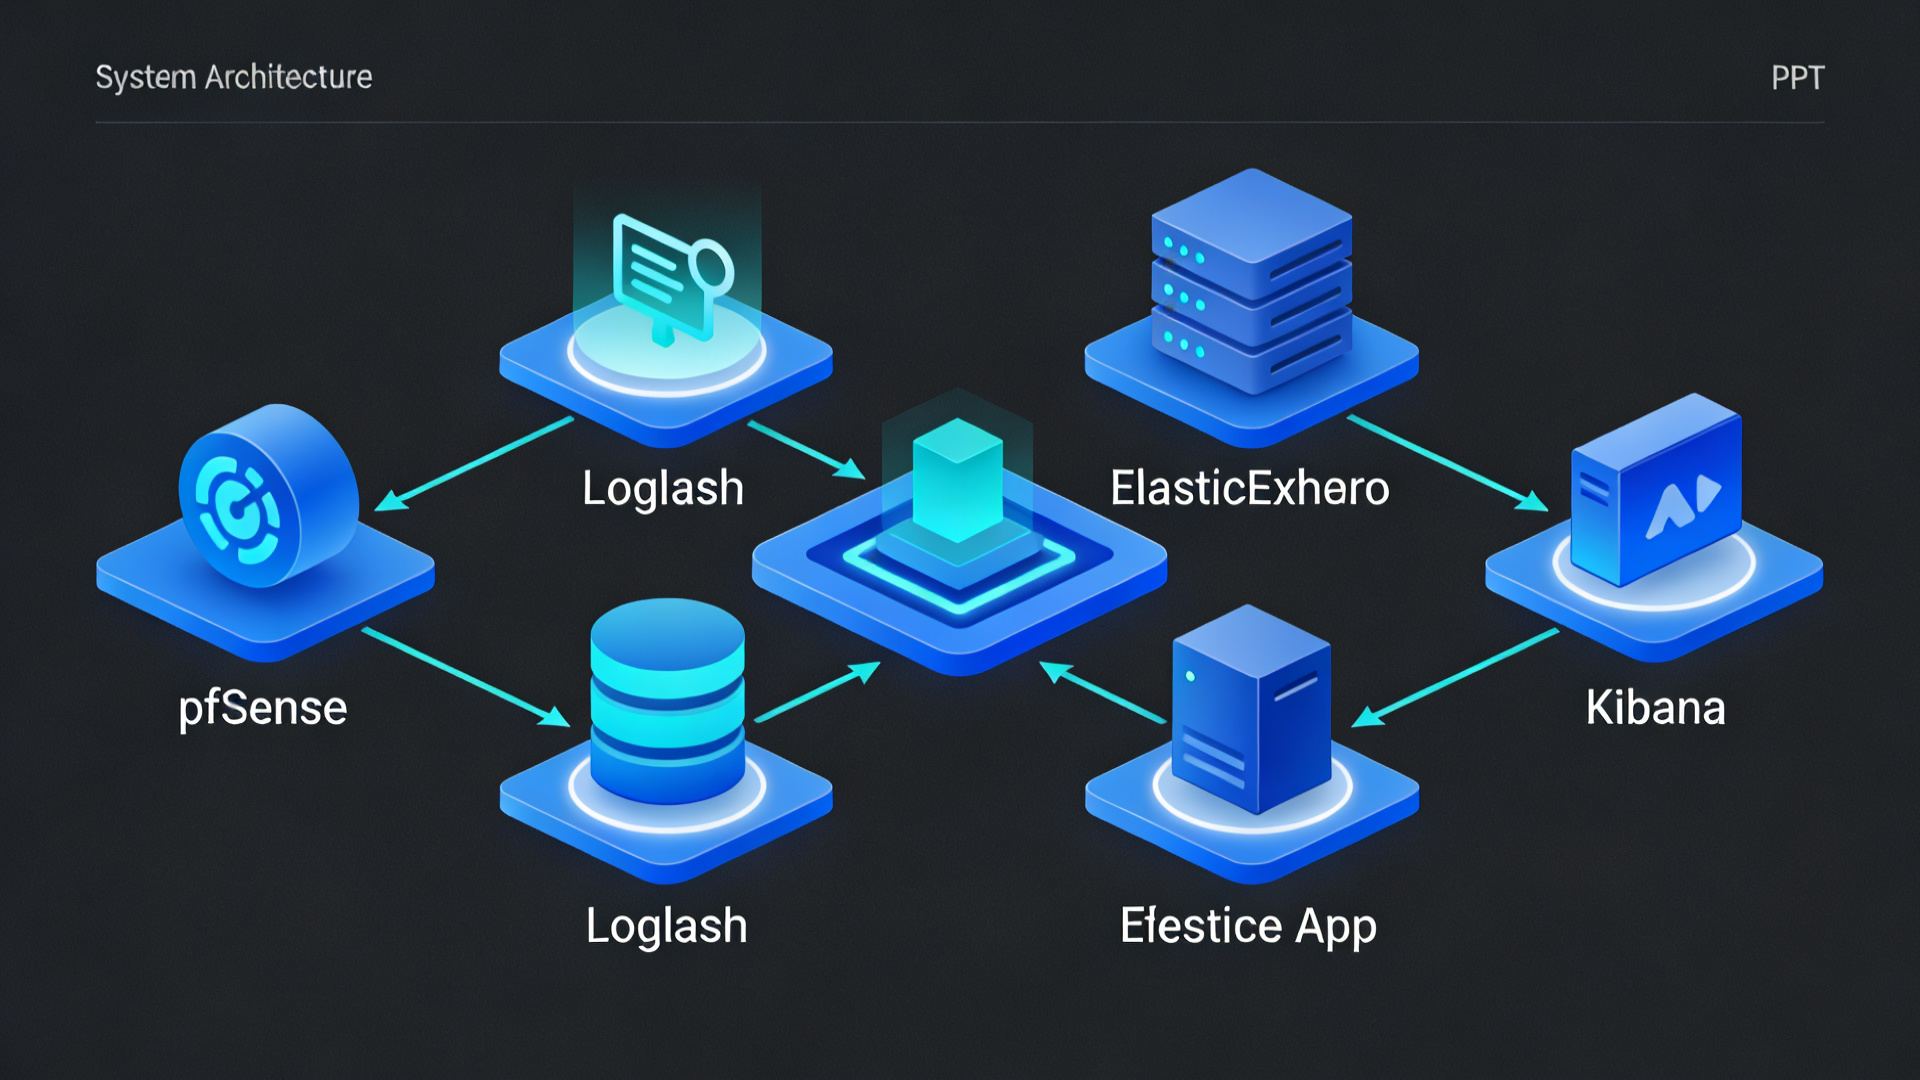 System Architecture
PPT
Loglash
ElasticExhero
pfSense
Kibana
Loglash
Efestice App